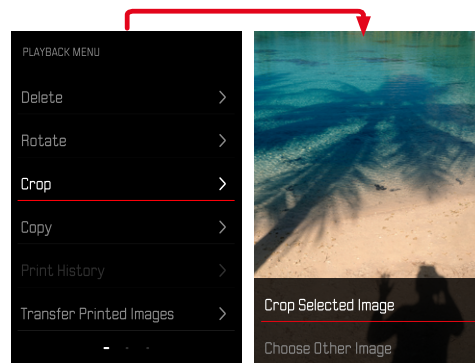 PLAYBACK MENU
Delete
Rotate
Crop
Copy
Print History
Transfer Printed Images
Crop Selected Image
Choose Other Image